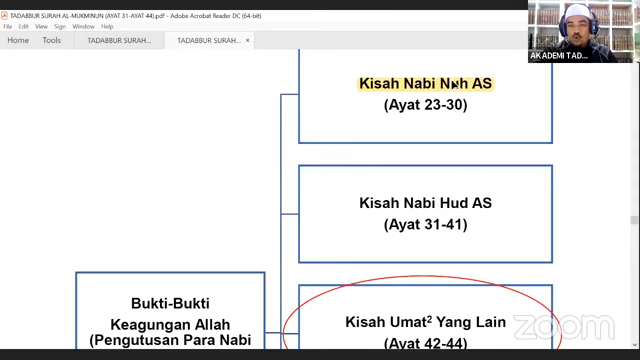 TADABBUR SURAH AL-MUKMINUN (AYAT 31-AYAT 44).pdf - Adobe Acrobat Reader DC (64-bit)
File Edit View Sign Window Help
Home Tools TADABBUR SURAH... TADABBUR SURAH... ×
AKADEMI TAD...
Kisah Nabi Nuh AS
(Ayat 23-30)
Kisah Nabi Hud AS
(Ayat 31-41)
Bukti-Bukti
Keagungan Allah
(Pengutusan Para Nabi
Kisah Umat² Yang Lain
(Ayat 42-44)
zoom